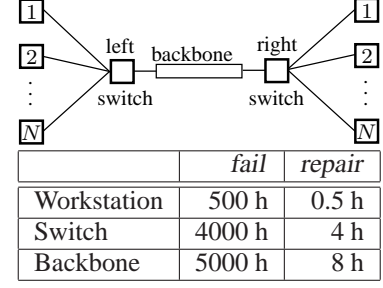 1 1
2 left backbone right 2
switch switch
N N
fail repair
Workstation 500 h 0.5 h
Switch 4000 h 4 h
Backbone 5000 h 8 h